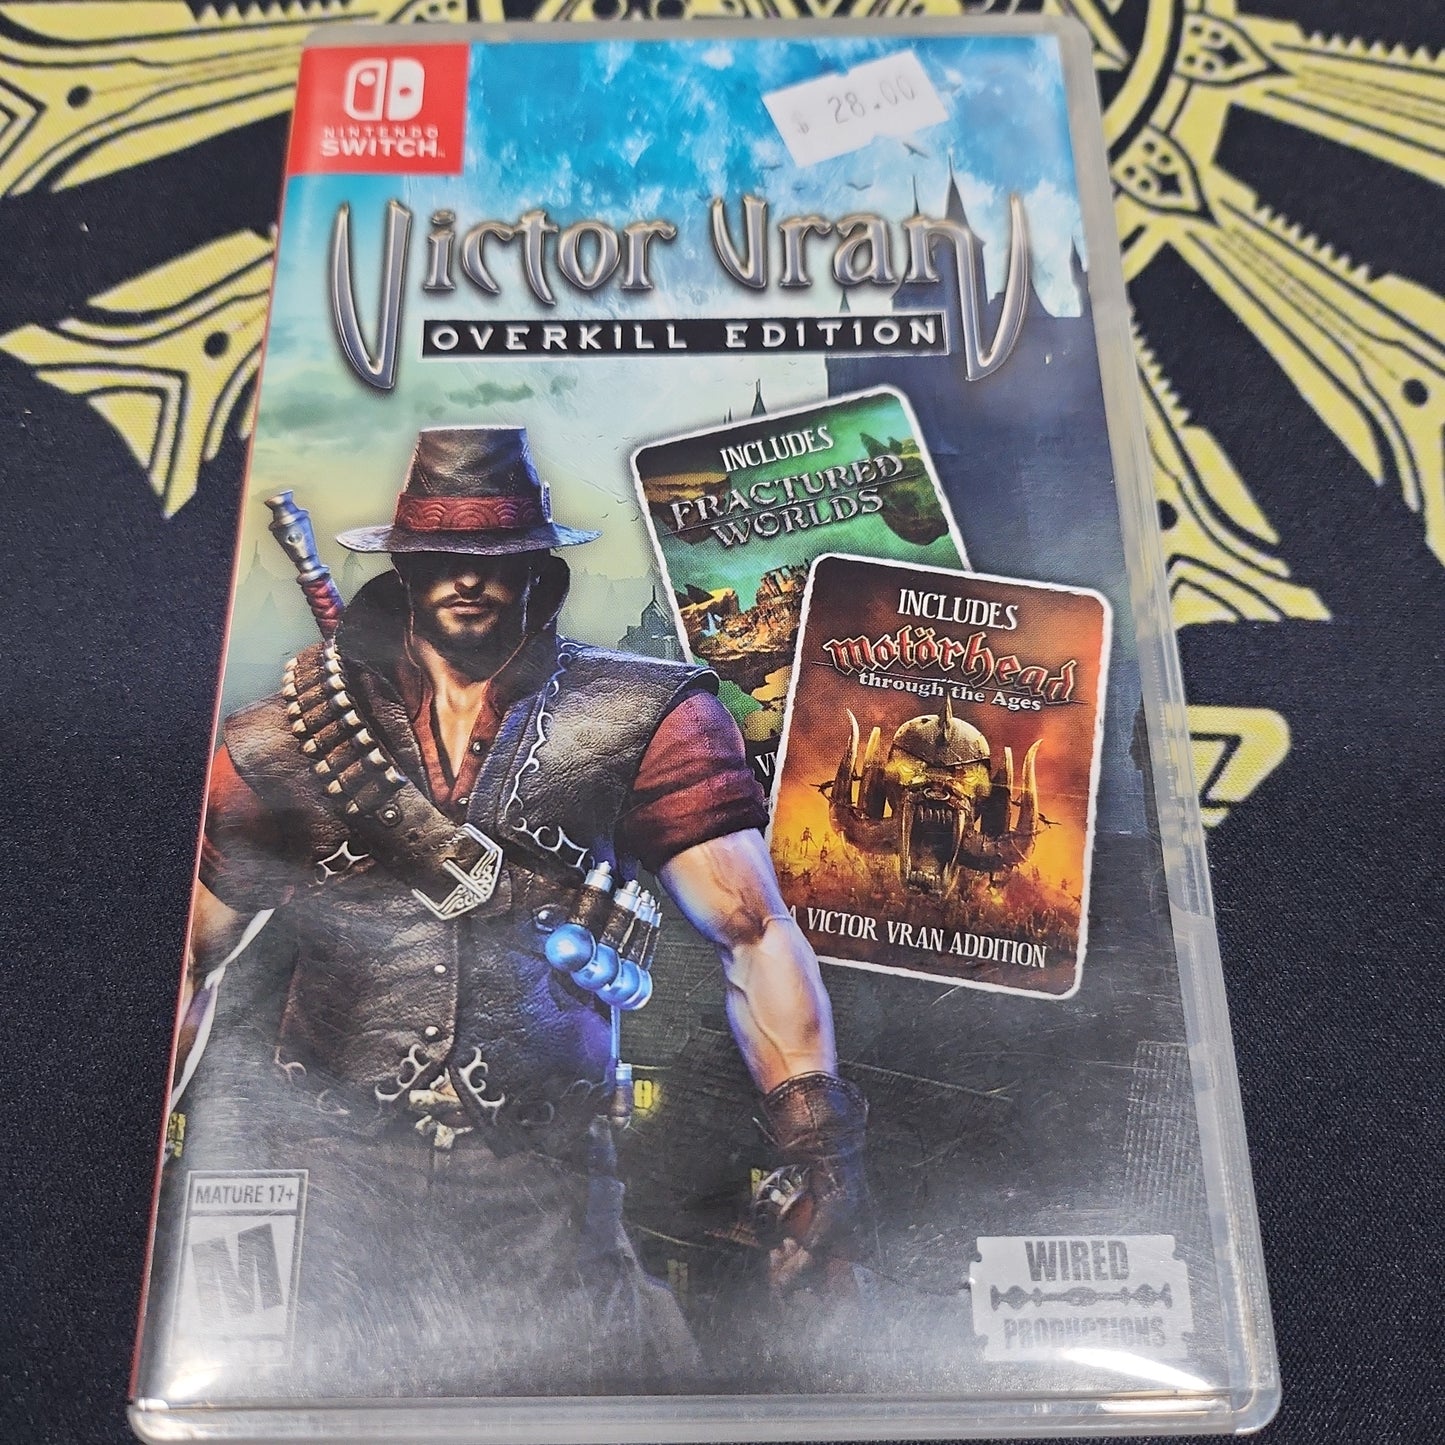 NINTENDO
SWITCH
$ 28.00
Victor Vran
OVERKILL EDITION
INCLUDES
FRACTURED
WORLDS
INCLUDES
motörhead
through the Ages
A VICTOR VRAN ADDITION
MATURE 17+
M
WIRED
PRODUCTIONS